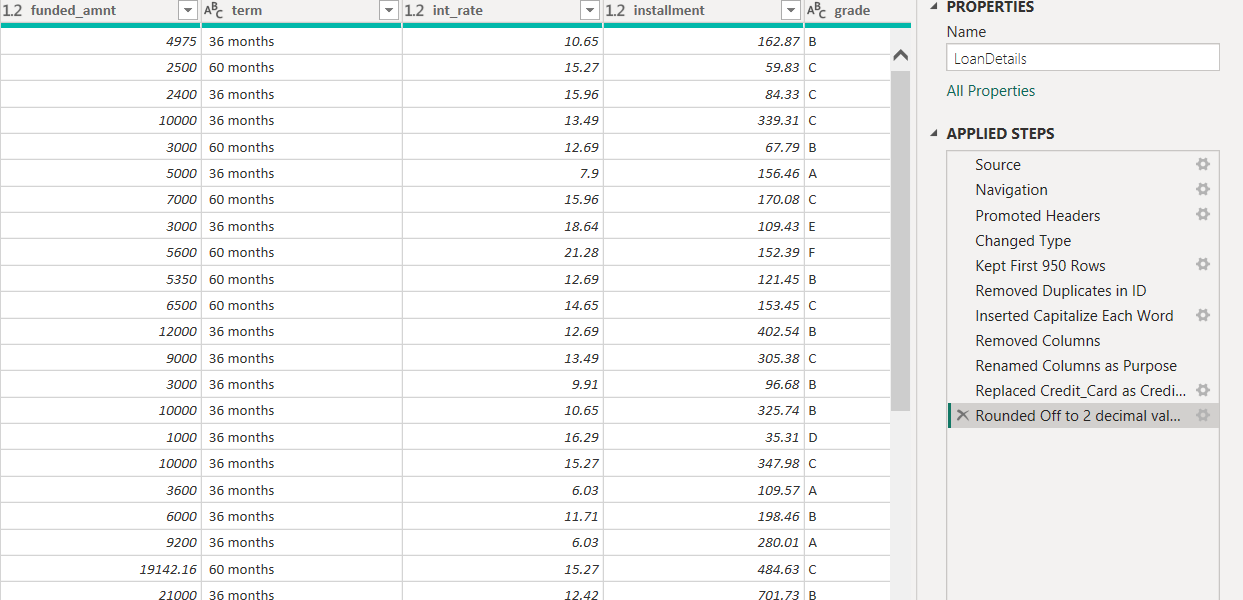 1.2 funded_amnt ABC term 1.2 int_rate 1.2 installment ABC grade
4975 36 months 10.65 162.87 B
2500 60 months 15.27 59.83 C
2400 36 months 15.96 84.33 C
10000 36 months 13.49 339.31 C
3000 60 months 12.69 67.79 B
5000 36 months 7.9 156.46 A
7000 60 months 15.96 170.08 C
3000 36 months 18.64 109.43 E
5600 60 months 21.28 152.39 F
5350 60 months 12.69 121.45 B
6500 60 months 14.65 153.45 C
12000 36 months 12.69 402.54 B
9000 36 months 13.49 305.38 C
3000 36 months 9.91 96.68 B
10000 36 months 10.65 325.74 B
1000 36 months 16.29 35.31 D
10000 36 months 15.27 347.98 C
3600 36 months 6.03 109.57 A
6000 36 months 11.71 198.46 B
9200 36 months 6.03 280.01 A
19142.16 60 months 15.27 484.63 C
21000 36 months 12.42 701.73 B
PROPERTIES
Name
LoanDetails
All Properties
APPLIED STEPS
Source
Navigation
Promoted Headers
Changed Type
Kept First 950 Rows
Removed Duplicates in ID
Inserted Capitalize Each Word
Removed Columns
Renamed Columns as Purpose
Replaced Credit_Card as Credi...
Rounded Off to 2 decimal val...